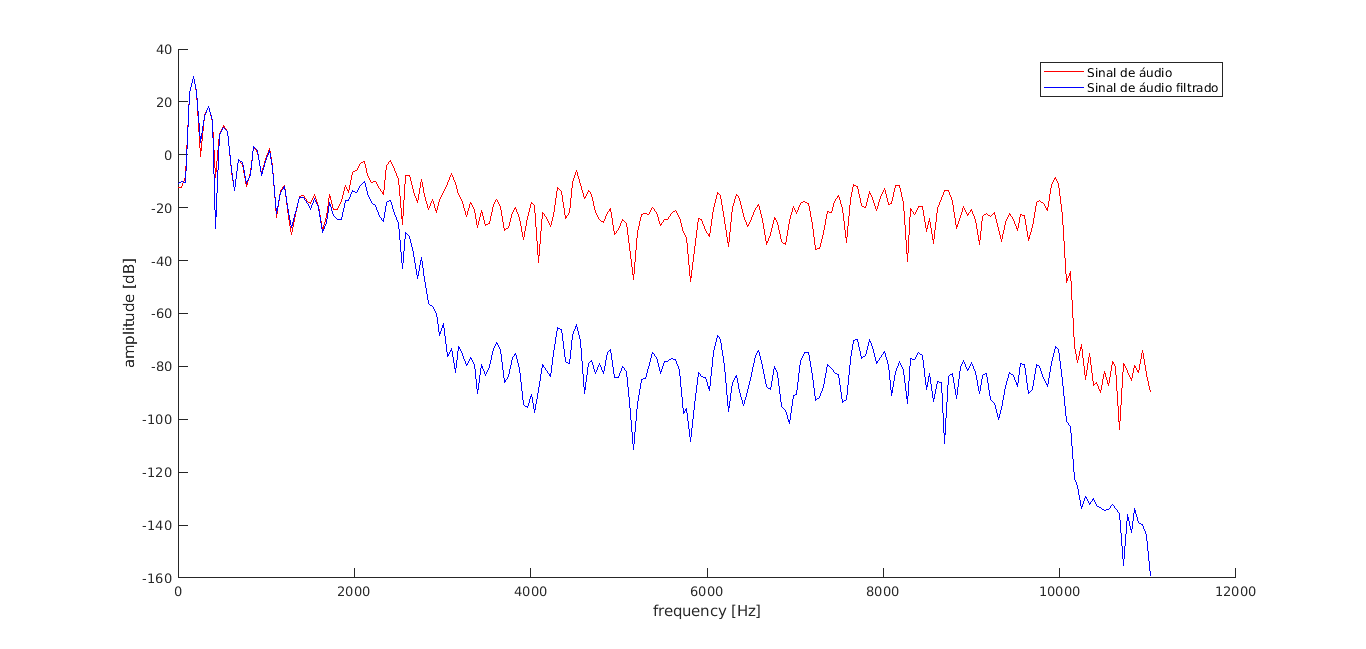 40
20
0
-20
-40
-60
-80
-100
-120
-140
-160
amplitude [dB]
Sinal de áudio
Sinal de áudio filtrado
0 2000 4000 6000 8000 10000 12000
frequency [Hz]